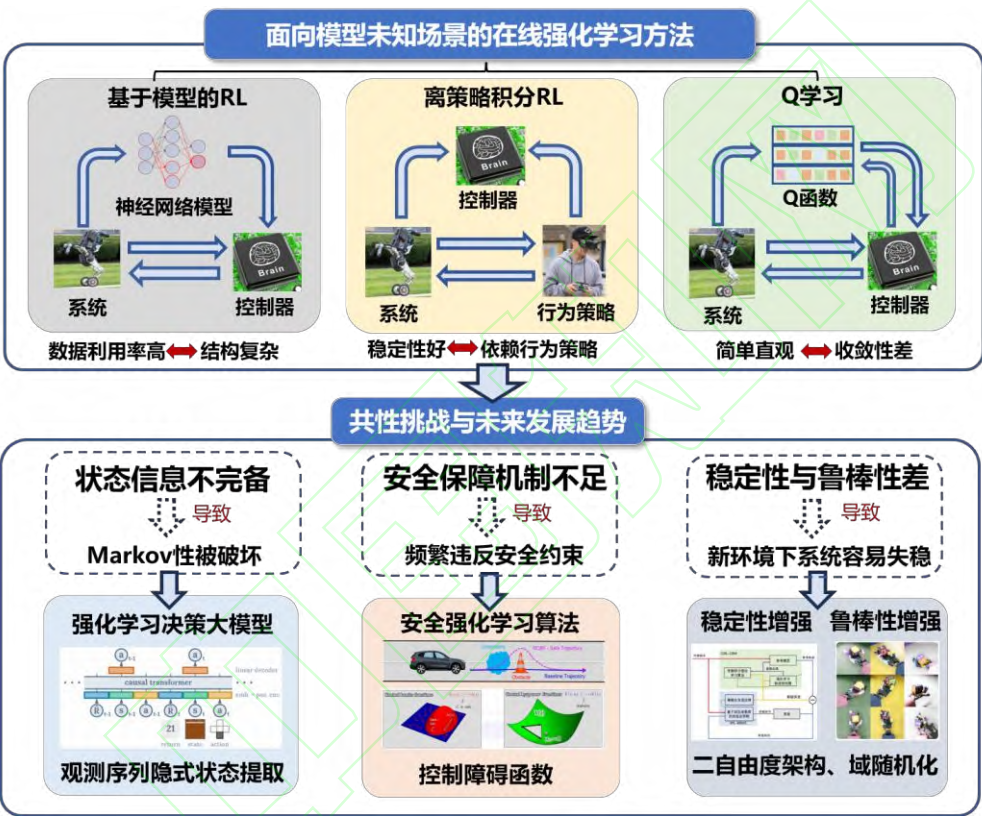 面向模型未知场景的在线强化学习方法
基于模型的RL
神经网络模型
系统
Brain
控制器
数据利用率高 结构复杂
离策略积分RL
Brain
控制器
系统
行为策略
稳定性好 依赖行为策略
Q学习
Q函数
系统
Brain
控制器
简单直观 收敛性差
共性挑战与未来发展趋势
状态信息不完备
导致
Markov性被破坏
强化学习决策大模型
linear decoder
causal transformer
21
return state action
观测序列隐式状态提取
安全保障机制不足
导致
频繁违反安全约束
安全强化学习算法
Baseline Trajectory
控制障碍函数
稳定性与鲁棒性差
导致
新环境下系统容易失稳
稳定性增强 鲁棒性增强
二自由度架构、域随机化